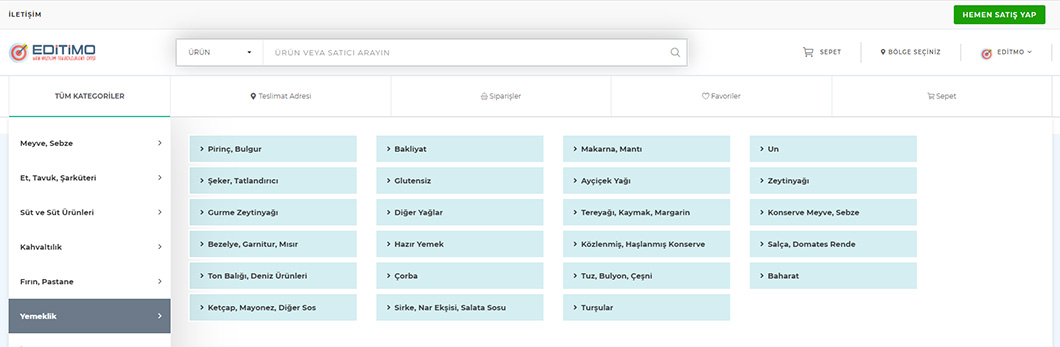 İLETİŞİM
HEMEN SATIŞ YAP
EDİTİMO
ÜRÜN
ÜRÜN VEYA SATICI ARAYIN
SEPET
BÖLGE SEÇİNİZ
EDİTMO
TÜM KATEGORİLER
Teslimat Adresi
Siparişler
Favoriler
Sepet
Meyve, Sebze
Et, Tavuk, Şarküteri
Süt ve Süt Ürünleri
Kahvaltılık
Fırın, Pastane
Yemeklik
Pirinç, Bulgur
Bakliyat
Makarna, Mantı
Un
Şeker, Tatlandırıcı
Glutensiz
Ayçiçek Yağı
Zeytinyağı
Gurme Zeytinyağı
Diğer Yağlar
Tereyağı, Kaymak, Margarin
Konserve Meyve, Sebze
Bezelye, Garnitur, Mısır
Hazır Yemek
Közlenmiş, Haşlanmış Konserve
Salça, Domates Rende
Ton Balığı, Deniz Ürünleri
Çorba
Tuz, Bulyon, Çeşni
Baharat
Ketçap, Mayonez, Diğer Sos
Sirke, Nar Ekşisi, Salata Sosu
Turşular